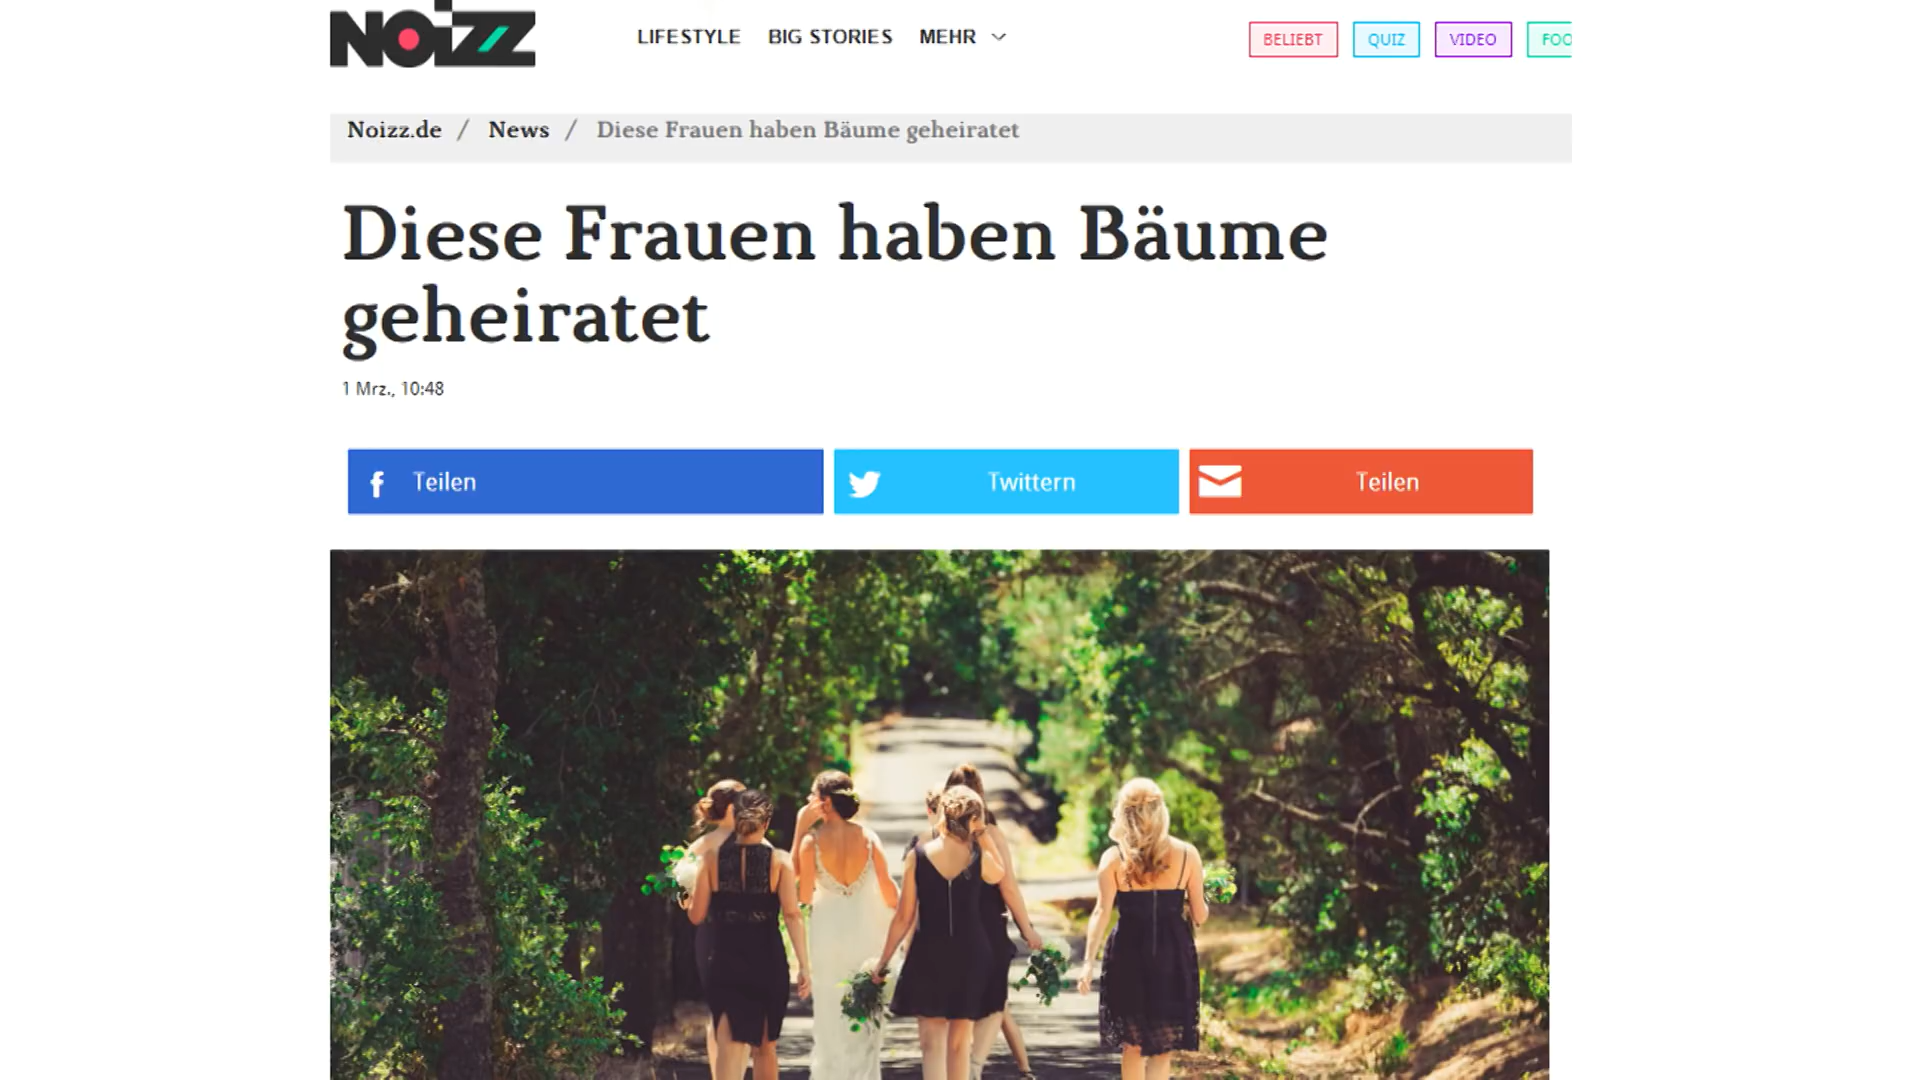 NOIZZ
LIFESTYLE BIG STORIES MEHR
BELIEBT QUIZ VIDEO FOO
Noizz.de / News / Diese Frauen haben Bäume geheiratet
Diese Frauen haben Bäume
geheiratet
1 Mrz., 10:48
f Teilen Twittern Teilen